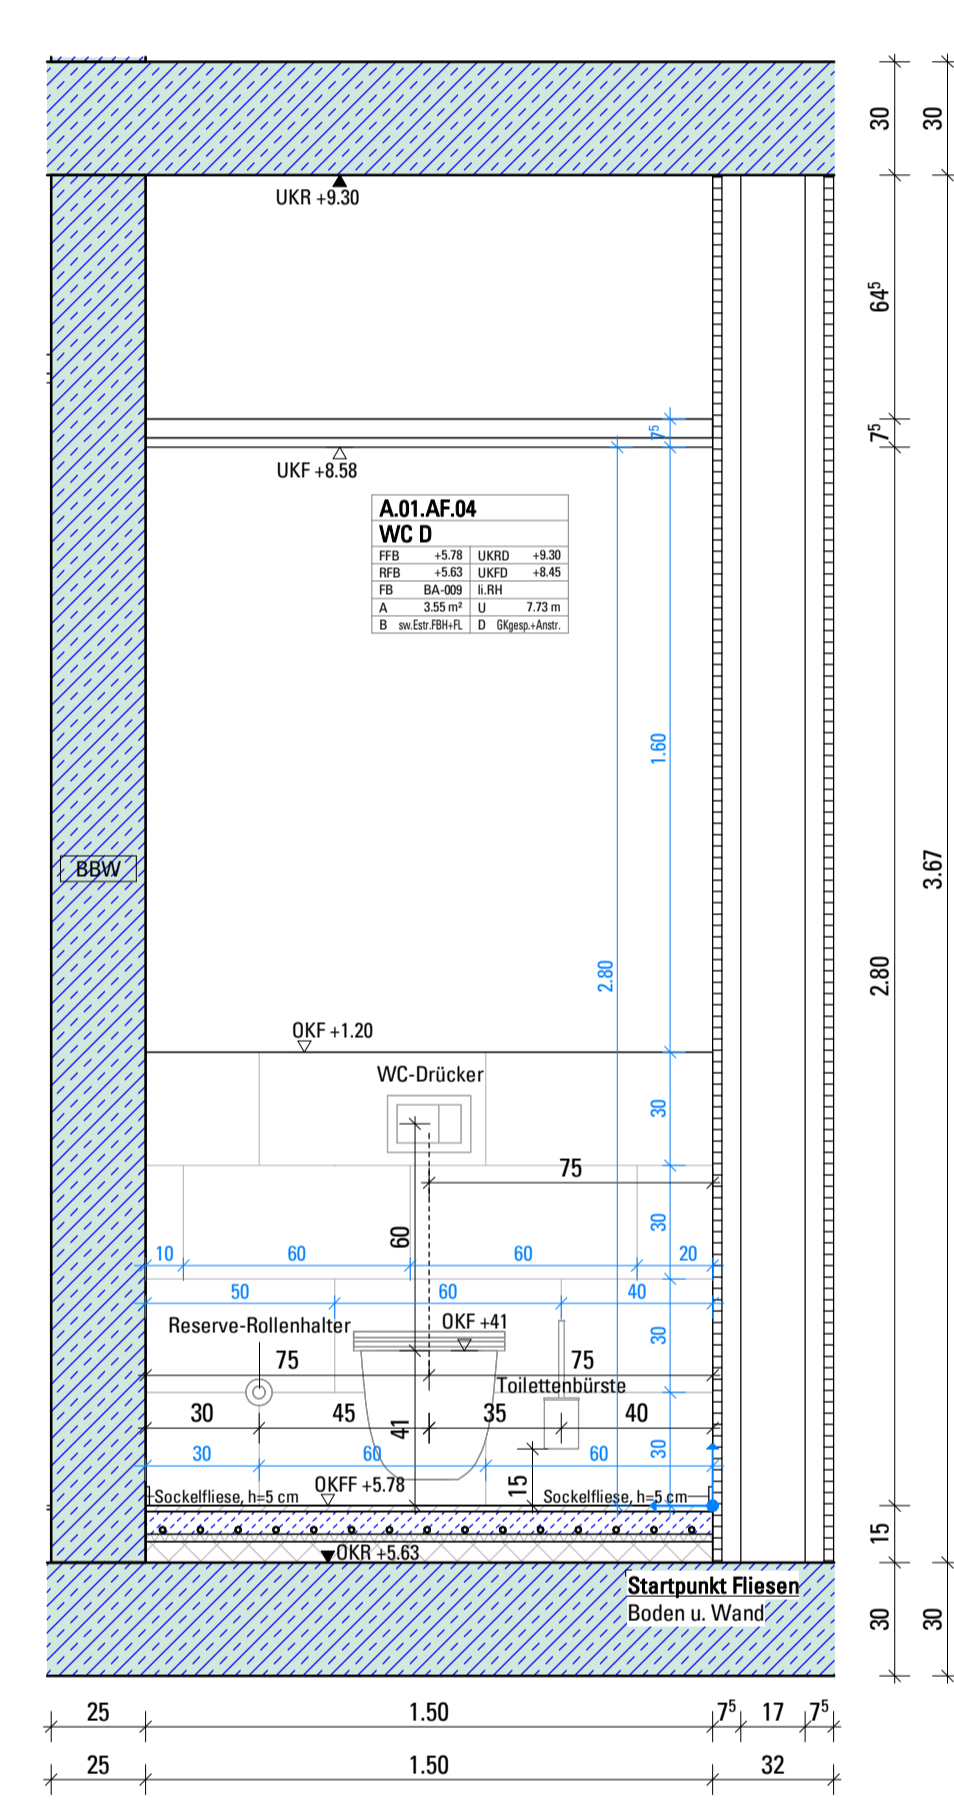 30
30
UKR +9.30
64⁵
7⁵
7⁵
UKF +8.58
A.01.AF.04
WC D
FFB +5.78 UKRD +9.30
RFB +5.63 UKFD +8.45
FB BA-009 li.RH
A 3.55 m² U 7.73 m
B sw.Estr.FBH+FL D GKgesp.+Anstr.
1.60
BBW
3.67
2.80
2.80
OKF +1.20
WC-Drücker
30
75
60
30
10 60 60 20
50 60 40
Reserve-Rollenhalter
OKF +41
30
75 75
Toilettenbürste
30 45 35 40
41
30
30 60 60
OKFF +5.78
15
Sockelfliese, h=5 cm Sockelfliese, h=5 cm
15
OKR +5.63
Startpunkt Fliesen
Boden u. Wand
30
30
25 1.50 7⁵ 17 7⁵
25 1.50 32